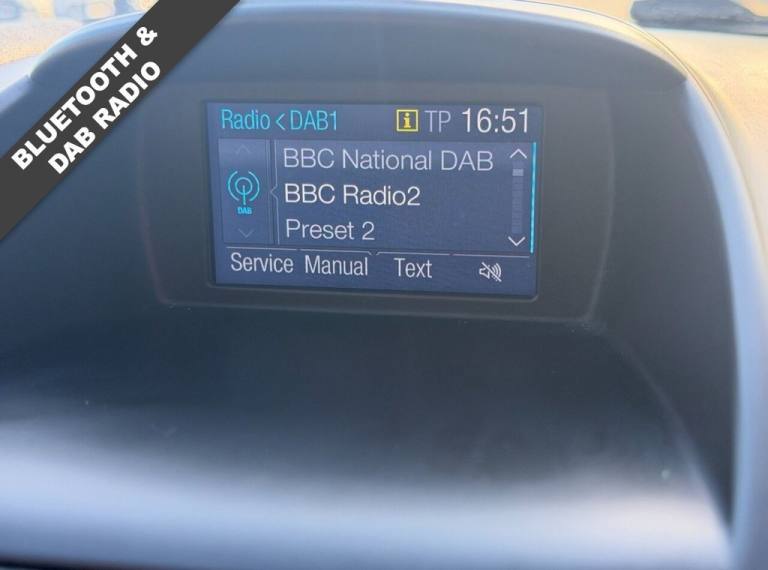 BLUETOOTH &
DAB RADIO
Radio < DAB1 i TP 16:51
BBC National DAB
DAB
BBC Radio2
Preset 2
Service Manual Text